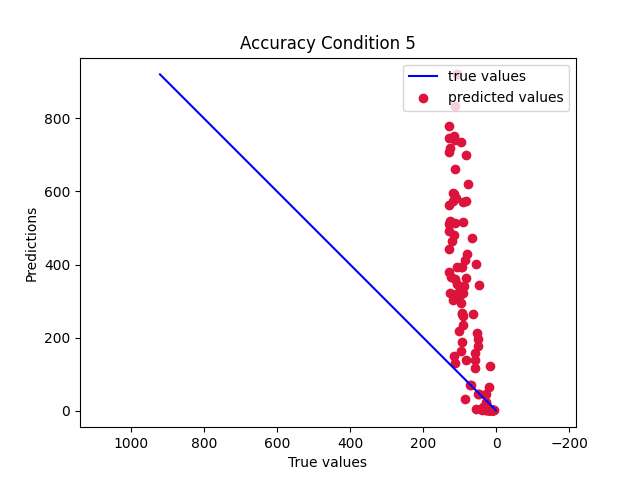 Accuracy Condition 5
true values
predicted values
Predictions
800
600
400
200
0
1000 800 600 400 200 0 −200
True values